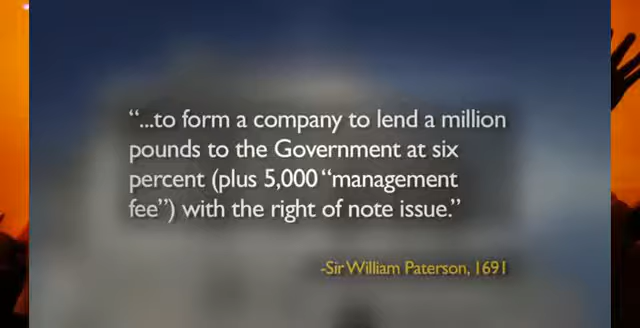 “...to form a company to lend a million
pounds to the Government at six
percent (plus 5,000 “management
fee”) with the right of note issue.”
-Sir William Paterson, 1691